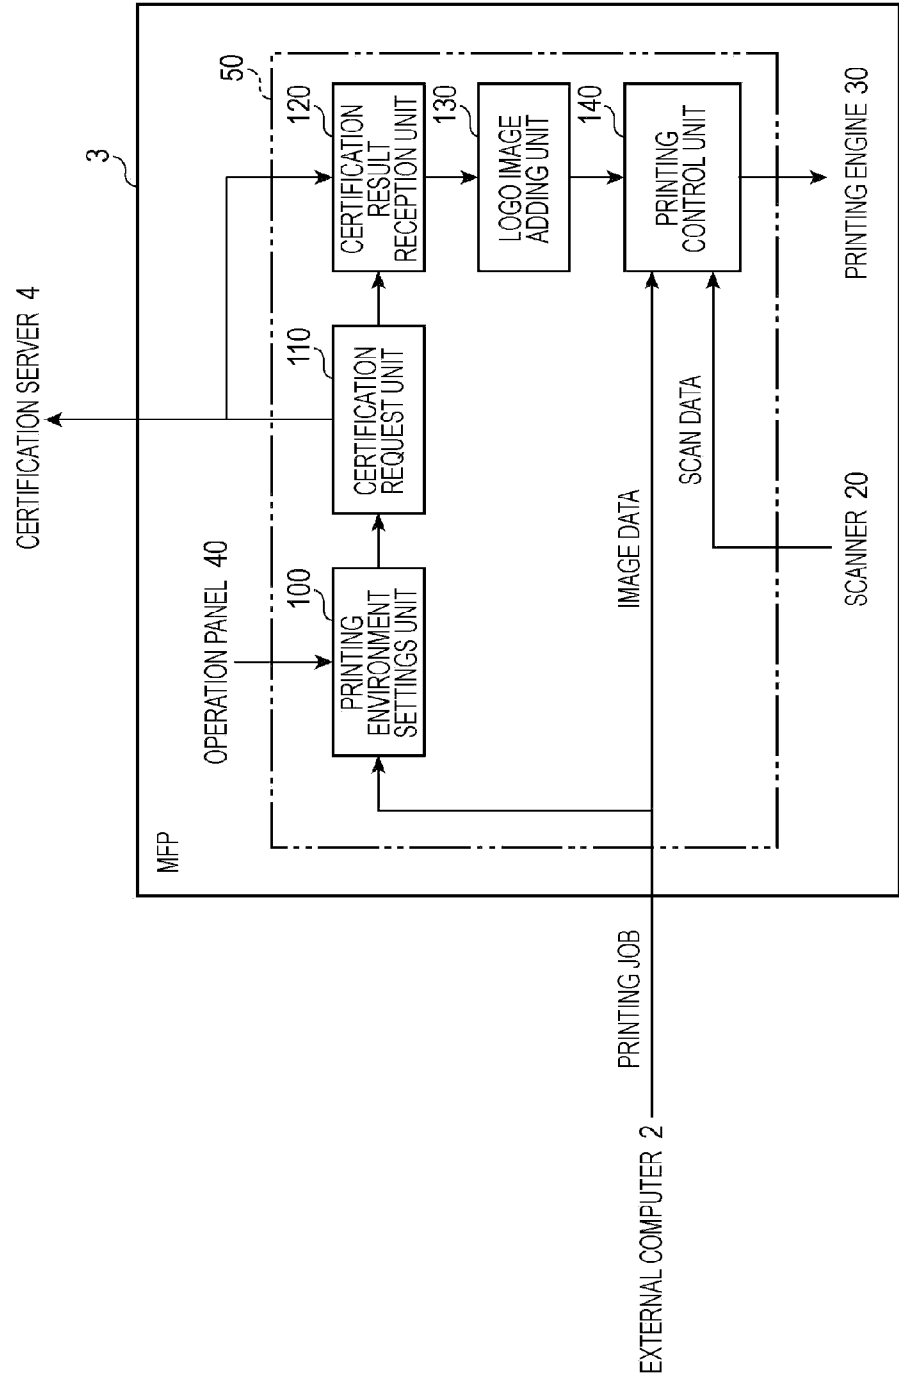 CERTIFICATION SERVER 4
3
MFP
OPERATION PANEL 40
50
100
PRINTING
ENVIRONMENT
SETTINGS UNIT
110
CERTIFICATION
REQUEST UNIT
120
CERTIFICATION
RESULT
RECEPTION UNIT
130
LOGO IMAGE
ADDING UNIT
140
PRINTING
CONTROL UNIT
EXTERNAL COMPUTER 2
PRINTING JOB
IMAGE DATA
SCAN DATA
SCANNER 20
PRINTING ENGINE 30